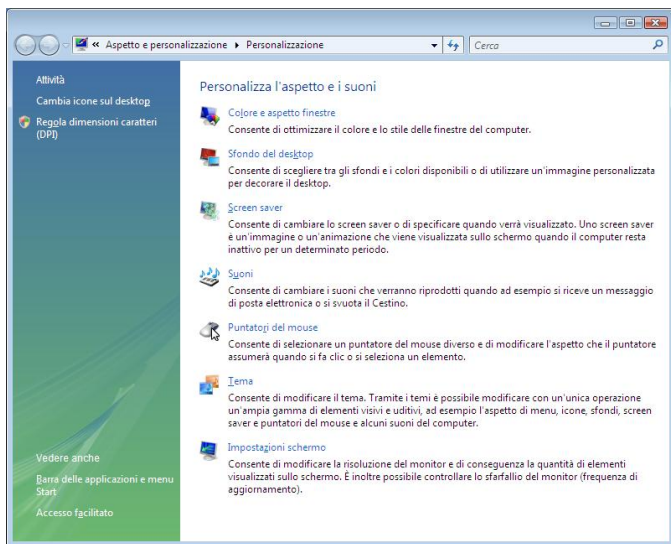 « Aspetto e personalizzazione Personalizzazione
Cerca
Attività
Cambia icone sul desktop
Regola dimensioni caratteri
(DPI)
Personalizza l'aspetto e i suoni
Colore e aspetto finestre
Consente di ottimizzare il colore e lo stile delle finestre del computer.
Sfondo del desktop
Consente di scegliere tra gli sfondi e i colori disponibili o di utilizzare un'immagine personalizzata
per decorare il desktop.
Screen saver
Consente di cambiare lo screen saver o di specificare quando verrà visualizzato. Uno screen saver
è un'immagine o un'animazione che viene visualizzata sullo schermo quando il computer resta
inattivo per un determinato periodo.
Suoni
Consente di cambiare i suoni che verranno riprodotti quando ad esempio si riceve un messaggio
di posta elettronica o si svuota il Cestino.
Puntatori del mouse
Consente di selezionare un puntatore del mouse diverso e di modificare l'aspetto che il puntatore
assumerà quando si fa clic o si seleziona un elemento.
Tema
Consente di modificare il tema. Tramite i temi è possibile modificare con un'unica operazione
un'ampia gamma di elementi visivi e uditivi, ad esempio l'aspetto di menu, icone, sfondi, screen
saver e puntatori del mouse e alcuni suoni del computer.
Impostazioni schermo
Consente di modificare la risoluzione del monitor e di conseguenza la quantità di elementi
visualizzati sullo schermo. È inoltre possibile controllare lo sfarfallio del monitor (frequenza di
aggiornamento).
Vedere anche
Barra delle applicazioni e menu
Start
Accesso facilitato